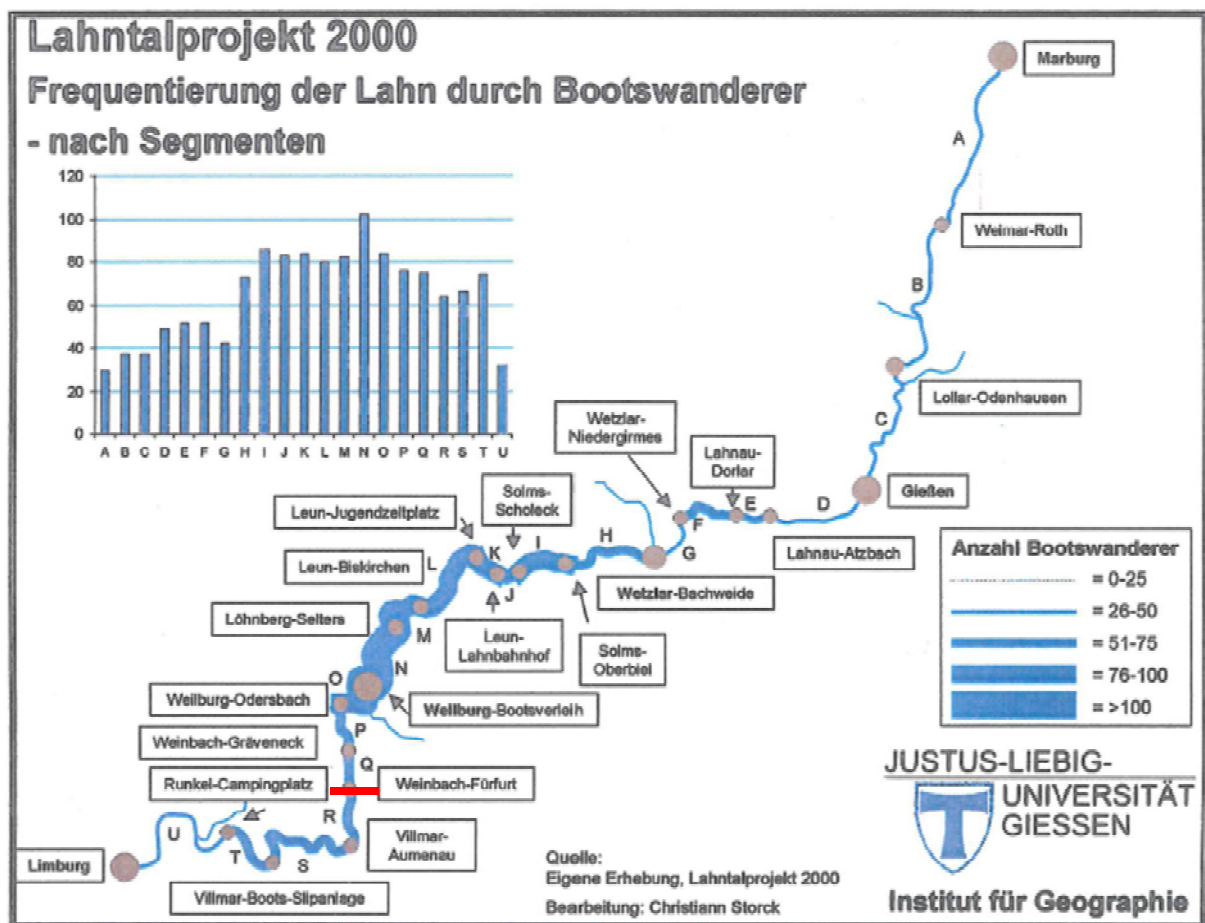 Lahntalprojekt 2000
Frequentierung der Lahn durch Bootswanderer
- nach Segmenten
120
100
80
60
40
20
0
A B C D E F G H I J K L M N O P Q R S T U
Marburg
A
Weimar-Roth
B
Lollar-Odenhausen
C
Gießen
D
Lahnau-Atzbach
E
Lahnau-
Dorlar
F
Wetzlar-
Niedergirmes
G
Wetzlar-Bachweide
H
Solms-
Oberbiel
I
Solms-
Scholeck
J
Leun-
Lahnbahnhof
K
Leun-Jugendzeltplatz
L
Leun-Biskirchen
M
Löhnberg-Selters
N
Weilburg-Bootsverleih
O
Weilburg-Odersbach
P
Weinbach-Gräveneck
Q
Weinbach-Fürfurt
R
Villmar-
Aumenau
S
Villmar-Boots-Slipanlage
T
Runkel-Campingplatz
U
Limburg
Anzahl Bootswanderer
= 0-25
= 26-50
= 51-75
= 76-100
= >100
JUSTUS-LIEBIG-
UNIVERSITÄT
GIESSEN
Institut für Geographie
Quelle:
Eigene Erhebung, Lahntalprojekt 2000
Bearbeitung: Christiann Storck